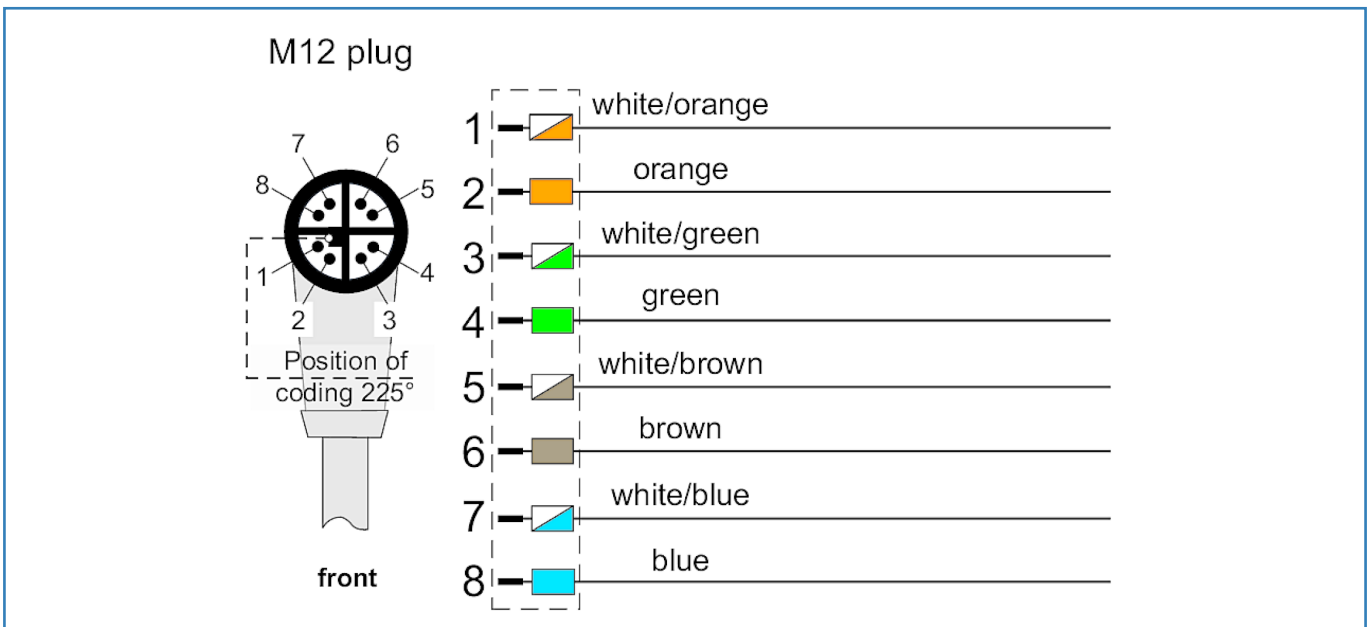 M12 plug
7
6
8
5
1
4
2
3
Position of
coding 225°
front
1 white/orange
2 orange
3 white/green
4 green
5 white/brown
6 brown
7 white/blue
8 blue